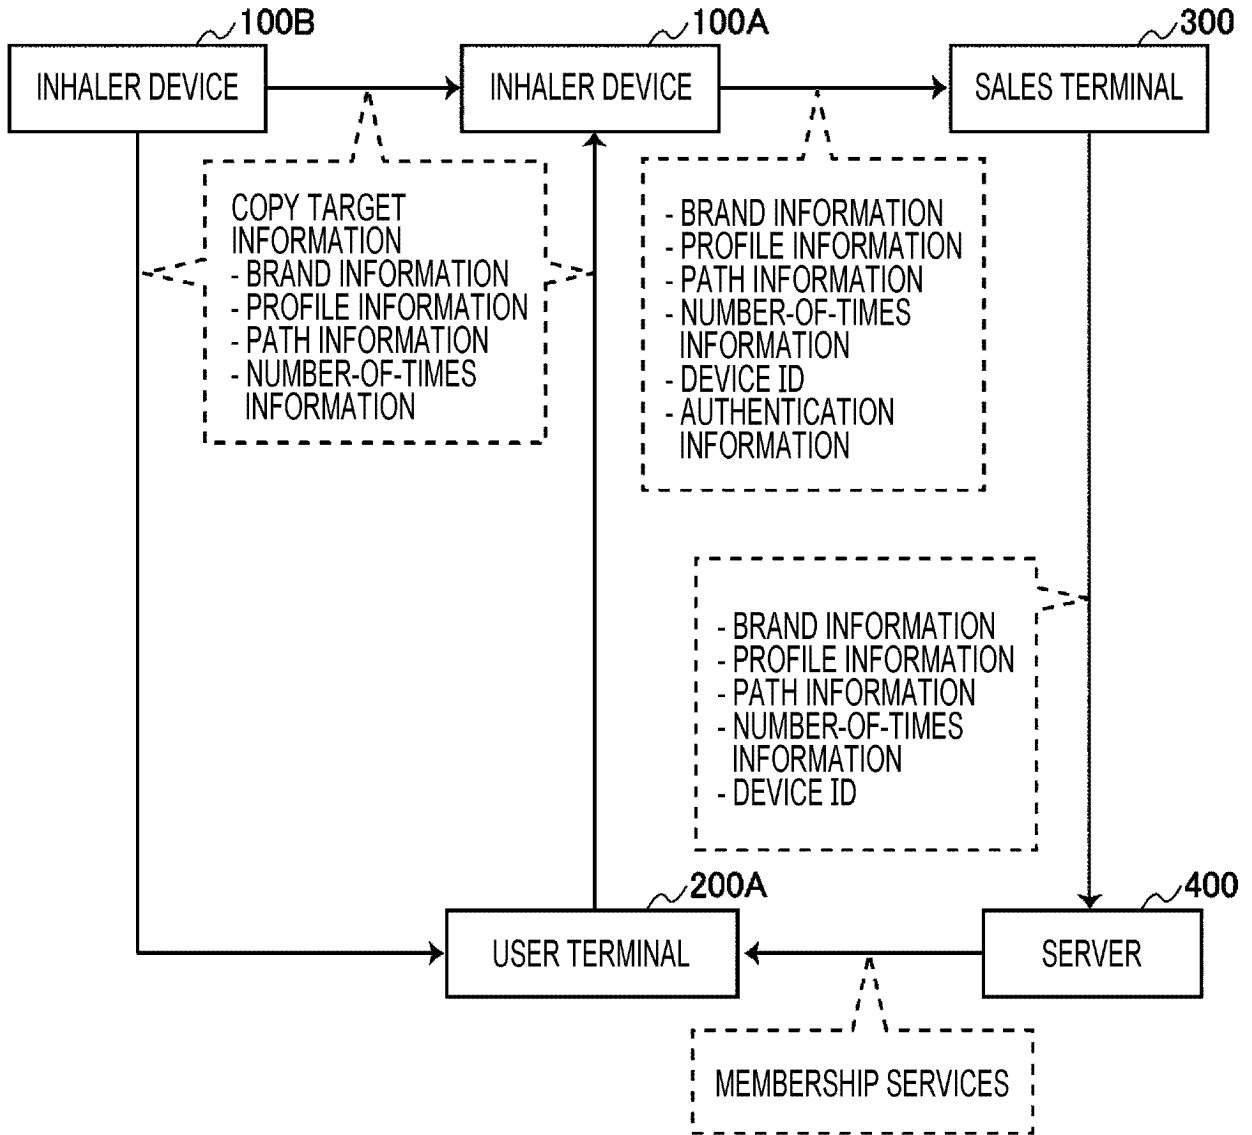 100B
100A
300
INHALER DEVICE
INHALER DEVICE
SALES TERMINAL
COPY TARGET
INFORMATION
- BRAND INFORMATION
- PROFILE INFORMATION
- PATH INFORMATION
- NUMBER-OF-TIMES
INFORMATION
- BRAND INFORMATION
- PROFILE INFORMATION
- PATH INFORMATION
- NUMBER-OF-TIMES
INFORMATION
- DEVICE ID
- AUTHENTICATION
INFORMATION
- BRAND INFORMATION
- PROFILE INFORMATION
- PATH INFORMATION
- NUMBER-OF-TIMES
INFORMATION
- DEVICE ID
200A
400
USER TERMINAL
SERVER
MEMBERSHIP SERVICES